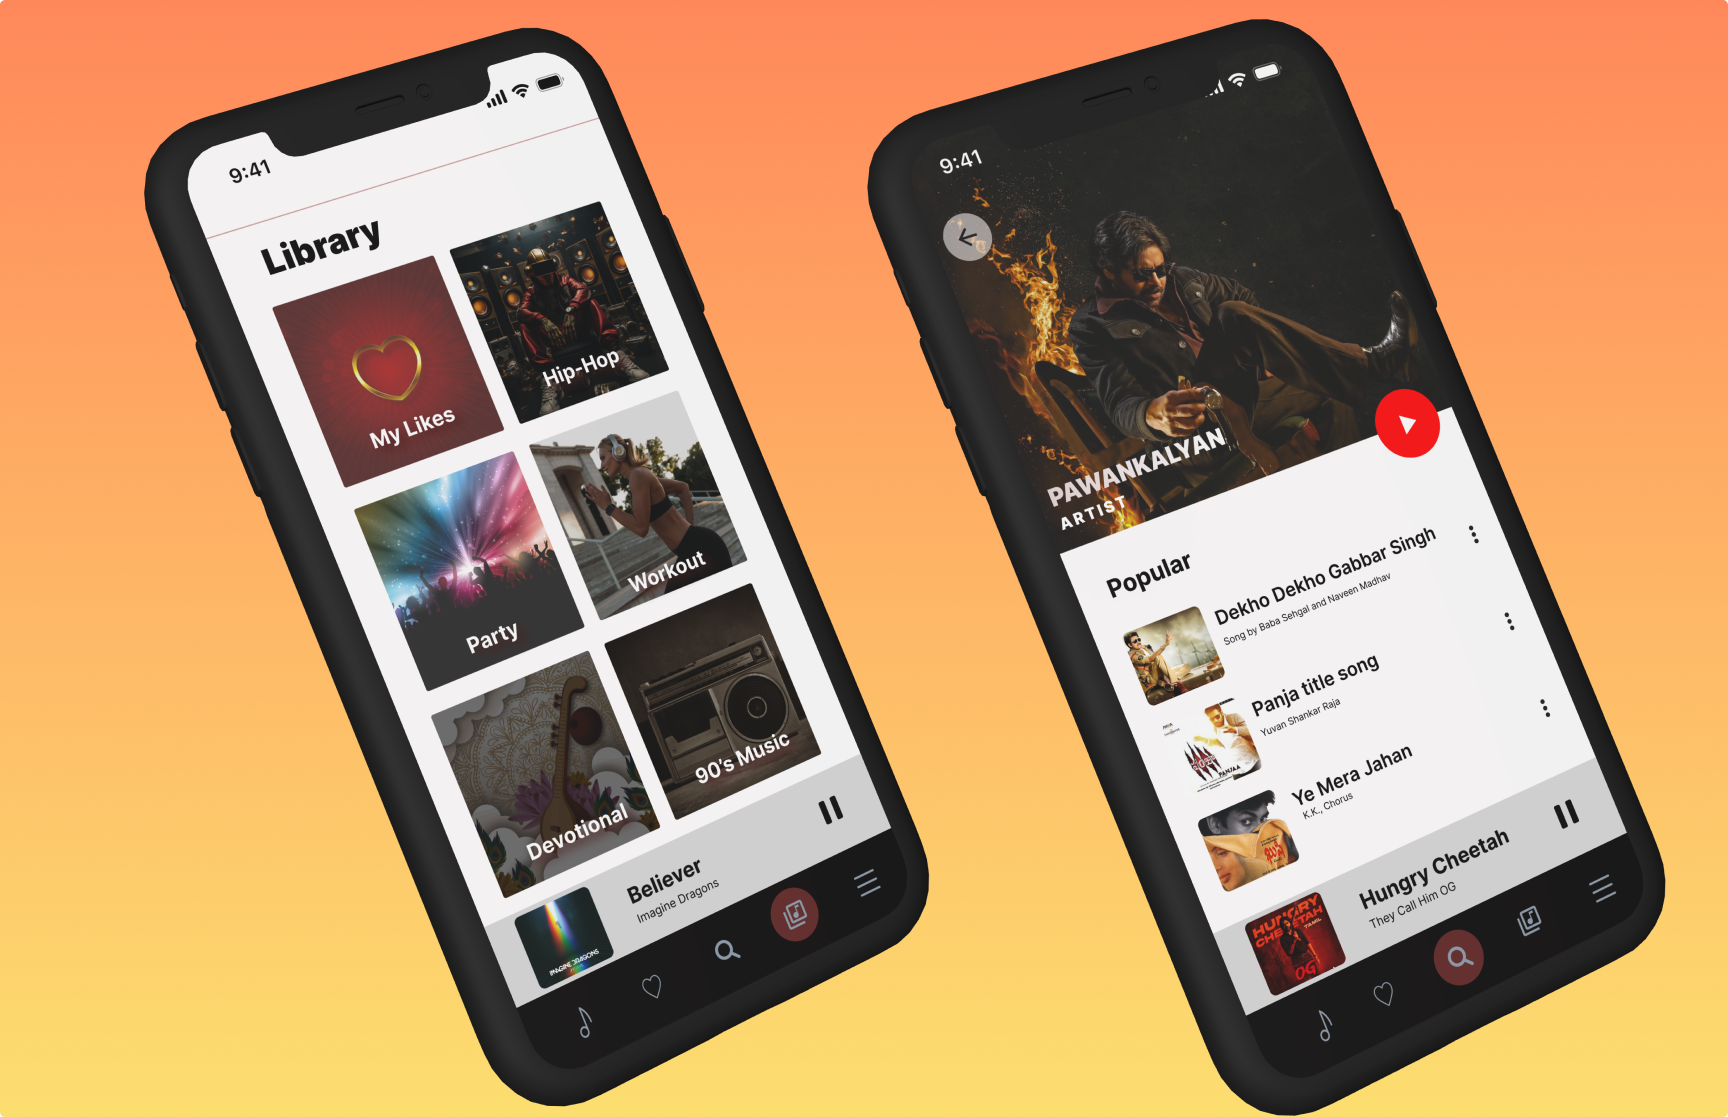 9:41
Library
My Likes
Hip-Hop
Party
Workout
Devotional
90's Music
IMAGINE DRAGONS
Believer
Imagine Dragons
9:41
PAWANKALYAN
ARTIST
Popular
Dekho Dekho Gabbar Singh
Song by Baba Sehgal and Naveen Madhav
PANJAA
Panja title song
Yuvan Shankar Raja
Ye Mera Jahan
K.K., Chorus
HUNGRY
CHEETAH
TAMIL
OG
Hungry Cheetah
They Call Him OG